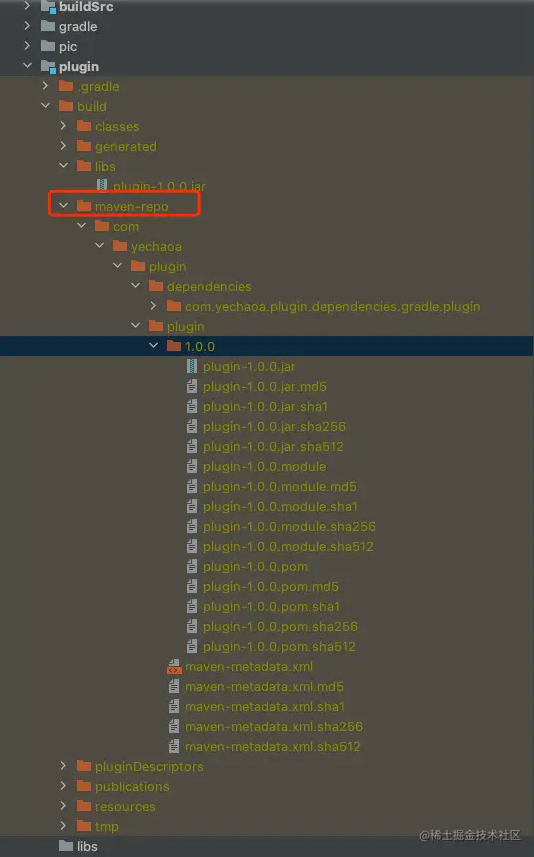 buildSrc
gradle
pic
plugin
.gradle
build
classes
generated
libs
plugin-1.0.0.jar
maven-repo
com
yechaoa
plugin
dependencies
com.yechaoa.plugin.dependencies.gradle.plugin
plugin
1.0.0
plugin-1.0.0.jar
plugin-1.0.0.jar.md5
plugin-1.0.0.jar.sha1
plugin-1.0.0.jar.sha256
plugin-1.0.0.jar.sha512
plugin-1.0.0.module
plugin-1.0.0.module.md5
plugin-1.0.0.module.sha1
plugin-1.0.0.module.sha256
plugin-1.0.0.module.sha512
plugin-1.0.0.pom
plugin-1.0.0.pom.md5
plugin-1.0.0.pom.sha1
plugin-1.0.0.pom.sha256
plugin-1.0.0.pom.sha512
maven-metadata.xml
maven-metadata.xml.md5
maven-metadata.xml.sha1
maven-metadata.xml.sha256
maven-metadata.xml.sha512
pluginDescriptors
publications
resources
tmp
libs
@稀土掘金技术社区